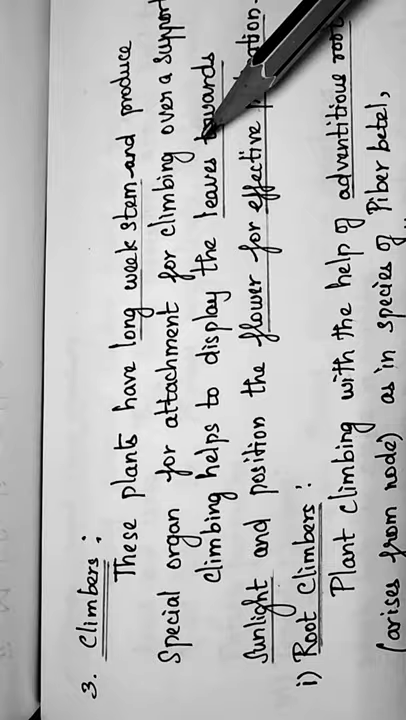 3. Climbers :
These plants have long week stem and produce
Special organ for attachment for climbing over a support
Climbing helps to display the leaves towards
Sunlight and position the flower for effective
i) Root Climbers :
Plant climbing with the help of adventitious root
(arises from node) as in species of Piber betel,